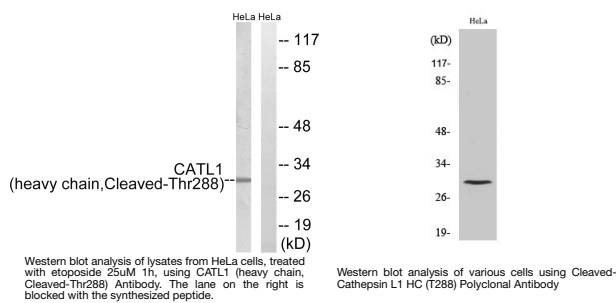 HeLa HeLa
-- 117
-- 85
-- 48
CATL1
(heavy chain,Cleaved-Thr288)--
-- 34
-- 26
-- 19
(kD)
Western blot analysis of lysates from HeLa cells, treated
with etoposide 25uM 1h, using CATL1 (heavy chain,
Cleaved-Thr288) Antibody. The lane on the right is
blocked with the synthesized peptide.
HeLa
(kD)
117-
85-
48-
34-
26-
19-
Western blot analysis of various cells using Cleaved-
Cathepsin L1 HC (T288) Polyclonal Antibody